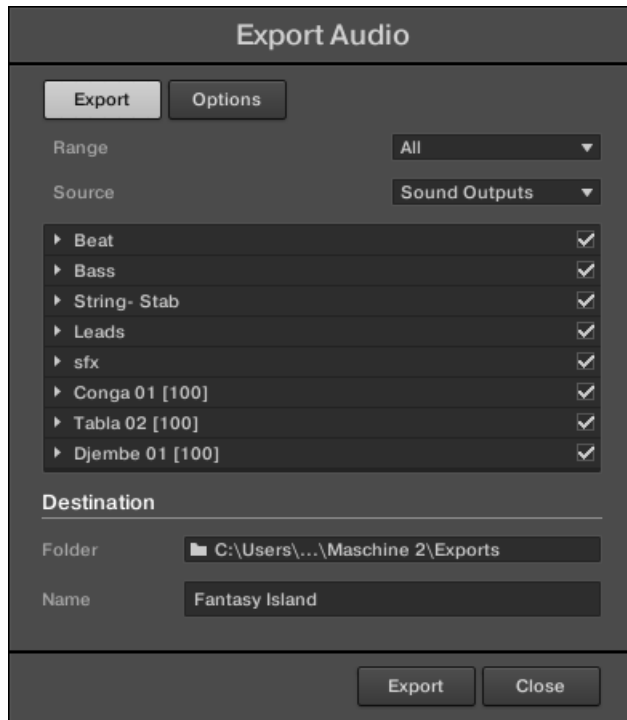 Export Audio
Export Options
Range All
Source Sound Outputs
Beat
Bass
String- Stab
Leads
sfx
Conga 01 [100]
Tabla 02 [100]
Djembe 01 [100]
Destination
Folder C:\Users\...\Maschine 2\Exports
Name Fantasy Island
Export Close